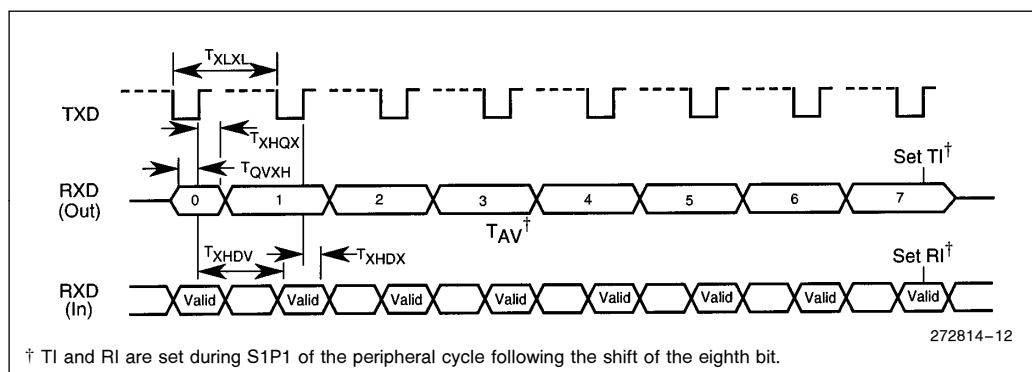 TXLXL
TXD
TXHQX
TQVXH
Set TI†
RXD
(Out)
0 1 2 3 4 5 6 7
TAV†
TXHDV
TXHDX
Set RI†
RXD
(In)
Valid Valid Valid Valid Valid Valid Valid Valid
272814–12
† TI and RI are set during S1P1 of the peripheral cycle following the shift of the eighth bit.